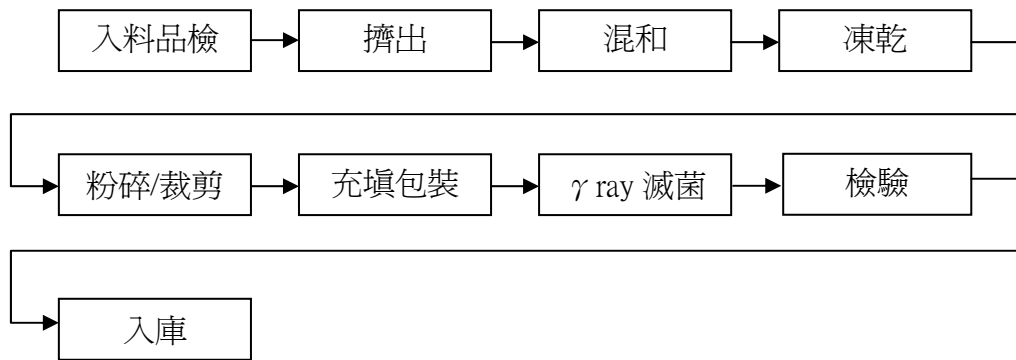 入料品檢
擠出
混和
凍乾
粉碎/裁剪
充填包裝
γ ray 滅菌
檢驗
入庫